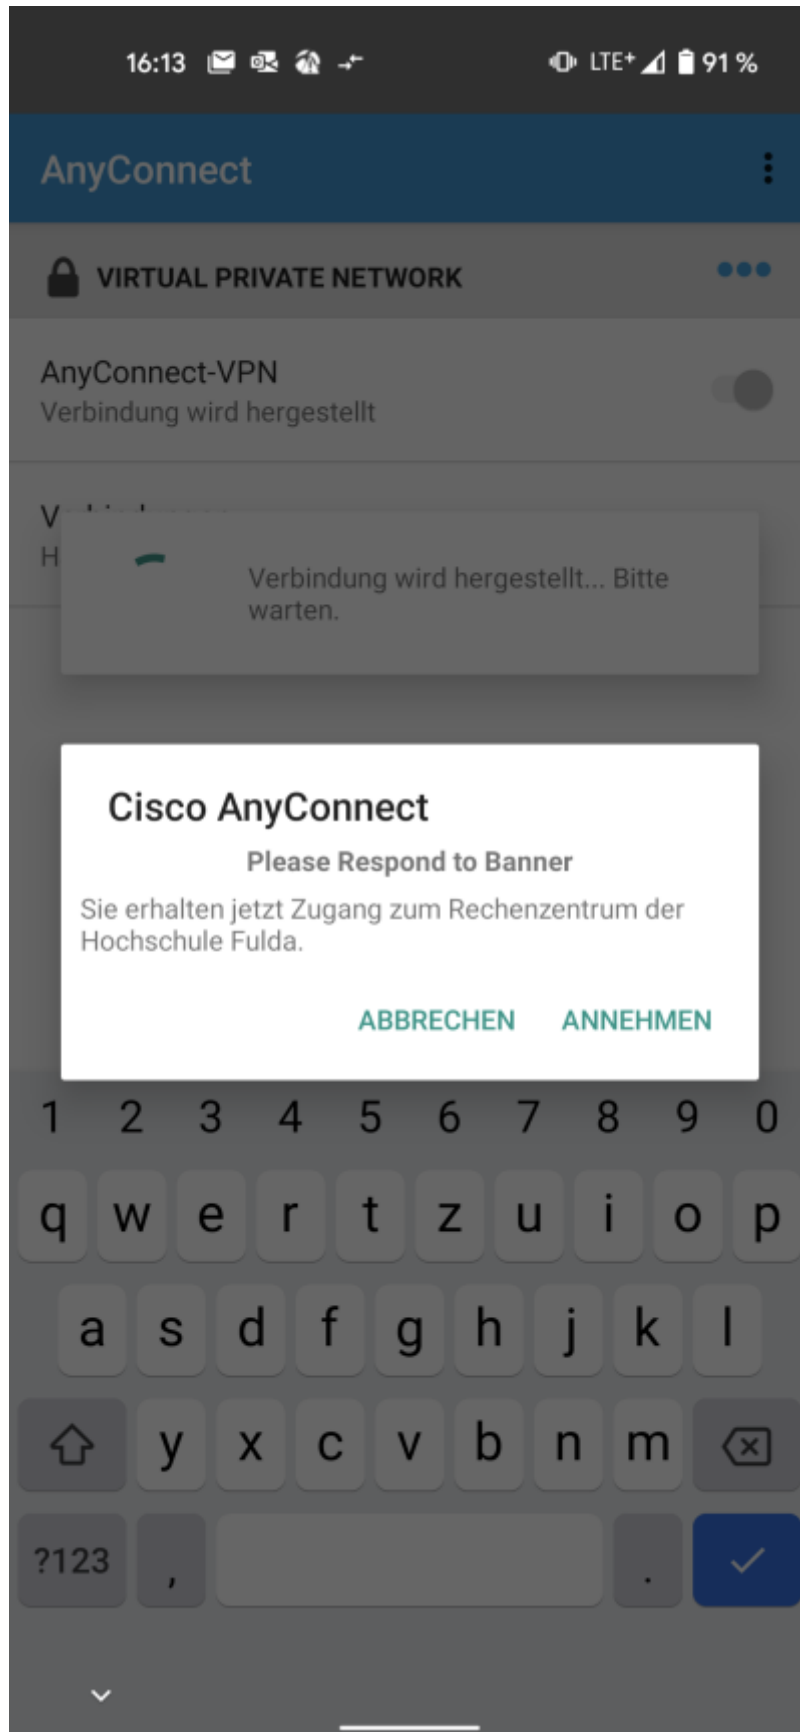 16:13 LTE+ 91 %
AnyConnect
VIRTUAL PRIVATE NETWORK
AnyConnect-VPN
Verbindung wird hergestellt
V
H
Verbindung wird hergestellt... Bitte
warten.
Cisco AnyConnect
Please Respond to Banner
Sie erhalten jetzt Zugang zum Rechenzentrum der
Hochschule Fulda.
ABBRECHEN ANNEHMEN
1 2 3 4 5 6 7 8 9 0
q w e r t z u i o p
a s d f g h j k l
y x c v b n m
?123 , .